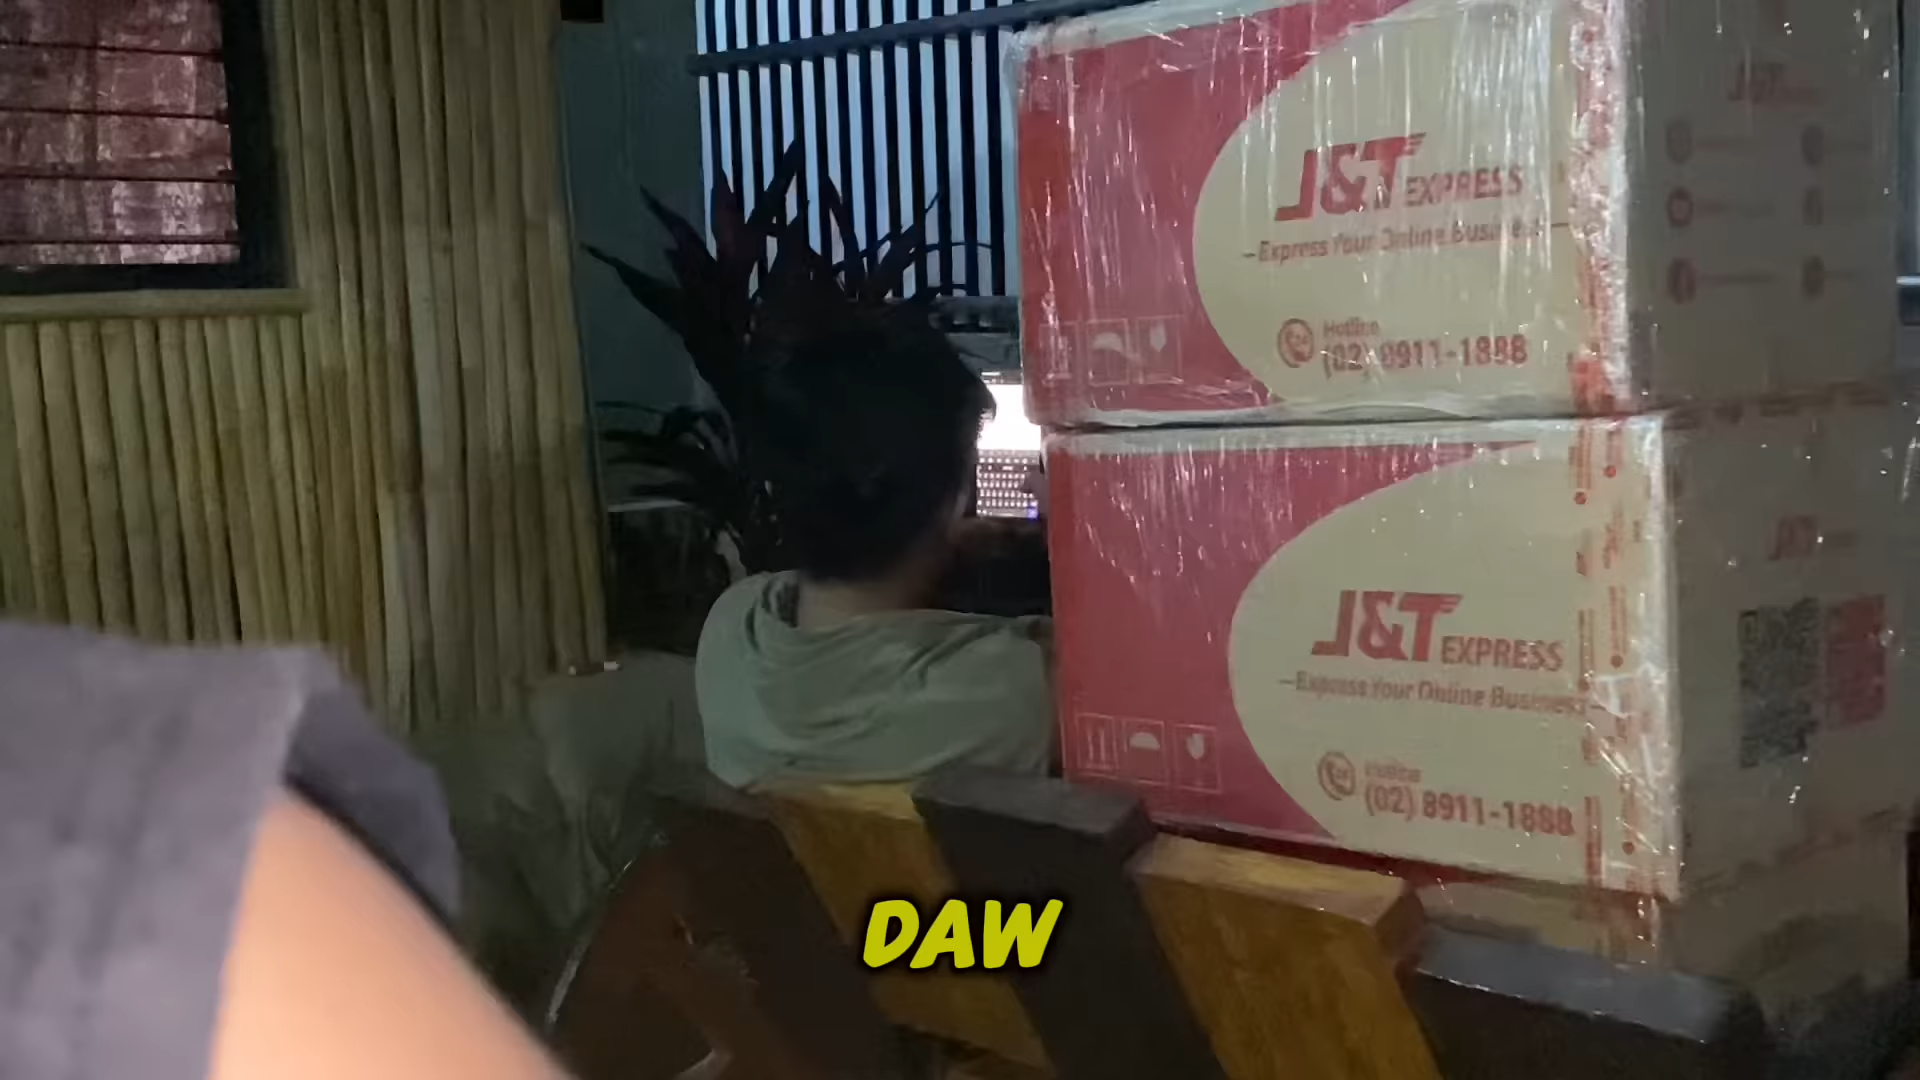 J&T EXPRESS
Express Your Online Business
Hotline
(02) 8911-1888
J&T EXPRESS
Express Your Online Business
Hotline
(02) 8911-1888
J&T
DAW